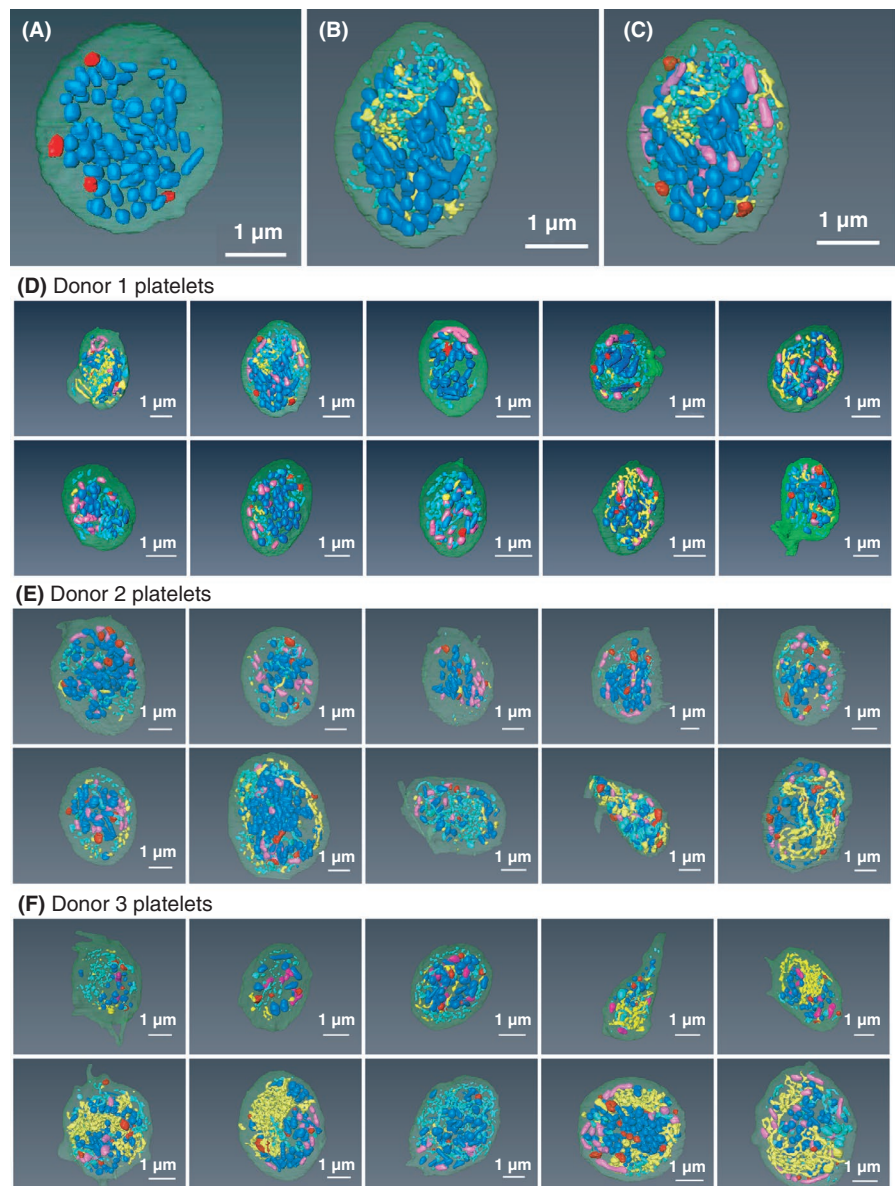 (A) (B) (C)
1 µm 1 µm 1 µm
(D) Donor 1 platelets
1 µm 1 µm 1 µm 1 µm 1 µm
1 µm 1 µm 1 µm 1 µm 1 µm
(E) Donor 2 platelets
1 µm 1 µm 1 µm 1 µm 1 µm
1 µm 1 µm 1 µm 1 µm 1 µm
(F) Donor 3 platelets
1 µm 1 µm 1 µm 1 µm 1 µm
1 µm 1 µm 1 µm 1 µm 1 µm